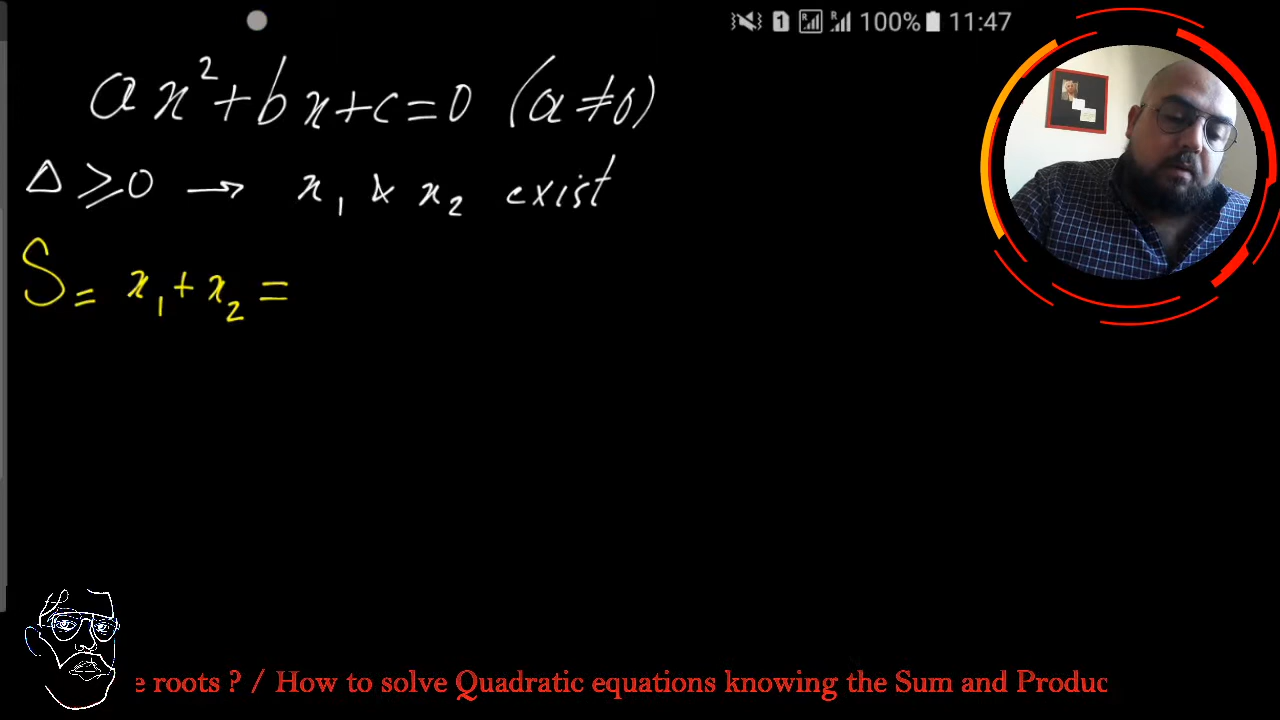 1 R R 100% 11:47
ax²+bx+c=0 (a≠0)
Δ⩾0 → x₁ & x₂ exist
S= x₁+x₂=
e roots ? / How to solve Quadratic equations knowing the Sum and Produc